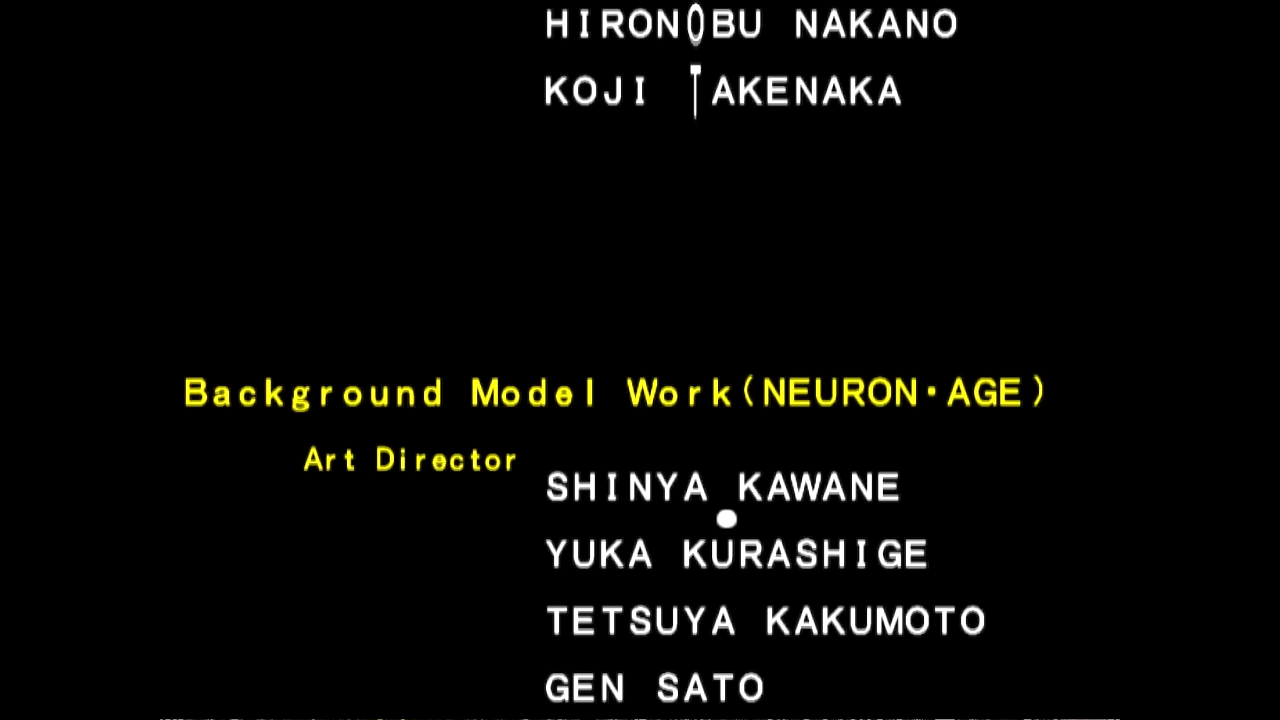 HIRONOBU NAKANO
KOJI TAKENAKA
Background Model Work(NEURON・AGE)
Art Director
SHINYA KAWANE
YUKA KURASHIGE
TETSUYA KAKUMOTO
GEN SATO